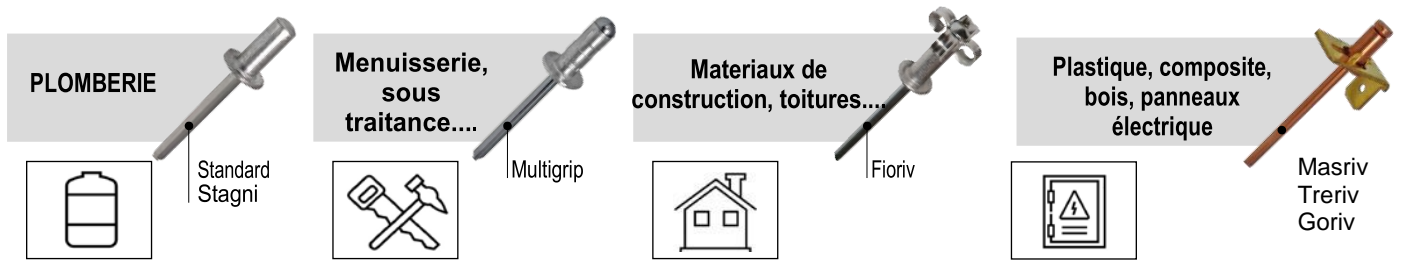 PLOMBERIE
Standard
Stagni
Menuisserie,
sous
traitance....
Multigrip
Materiaux de
construction, toitures....
Fioriv
Plastique, composite,
bois, panneaux
électrique
Masriv
Treriv
Goriv